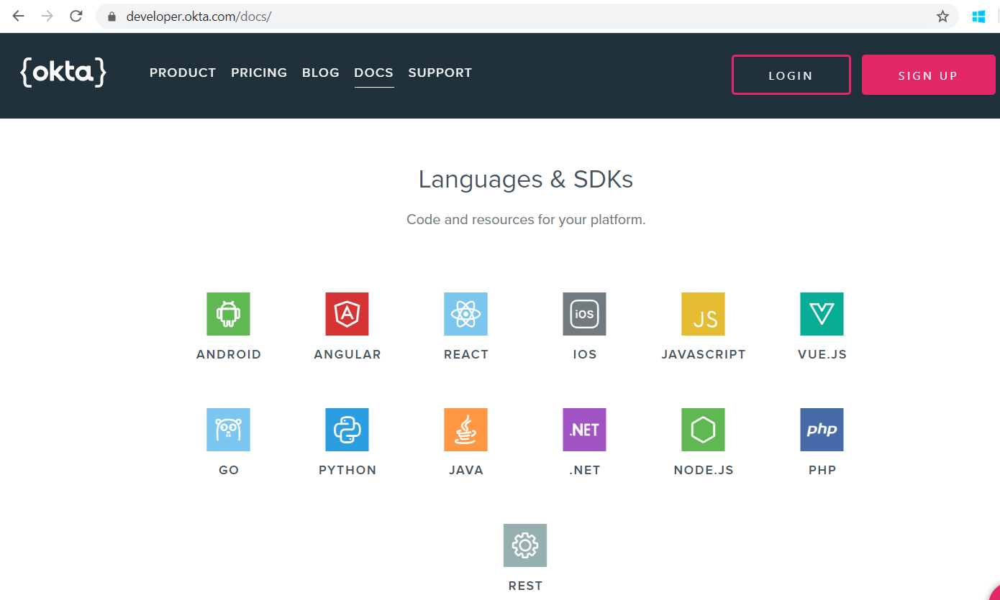 developer.okta.com/docs/
{okta} PRODUCT PRICING BLOG DOCS SUPPORT LOGIN SIGN UP
Languages & SDKs
Code and resources for your platform.
iOS JS
ANDROID ANGULAR REACT IOS JAVASCRIPT VUE.JS
.NET php
GO PYTHON JAVA .NET NODE.JS PHP
REST